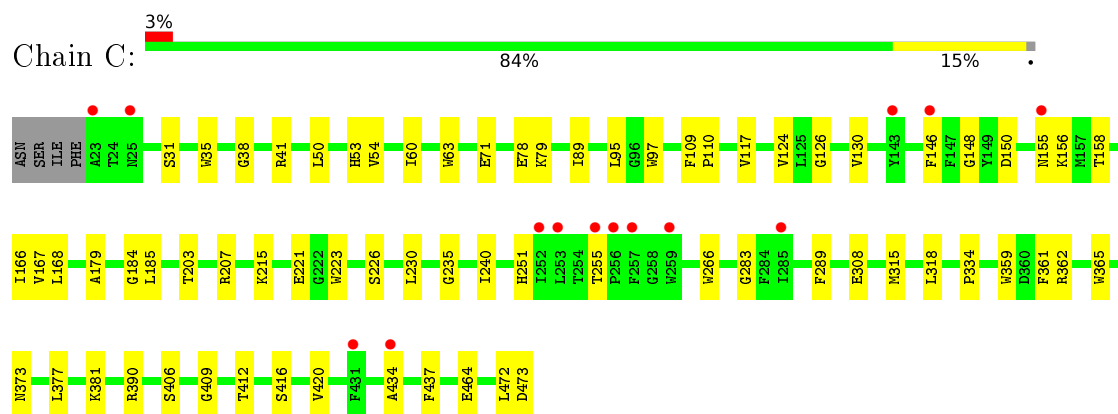 3%
Chain C:
84%
15%
•
ASN SER ILE PHE A23 T24 N25 S31 W35 G38 R41 L50 H53 V54 I60 W63 E71 E78 K79 I89 L95 G96 W97 F109 P110 V117 V124 L125 G126 V130 Y143 F146 F147 G148 Y149 D150 N155 K156 M157 T158
I166 V167 L168 A179 G184 L185 T203 R207 K215 E221 G222 W223 S226 L230 G235 I240 H251 I252 L253 T254 T255 P256 F257 G258 W259 W266 G283 F284 I285 F289 E308 M315 L318 P334 W359 D360 F361 R362 W365
N373 L377 K381 R390 S406 G409 T412 S416 V420 F431 A434 F437 E464 L472 D473